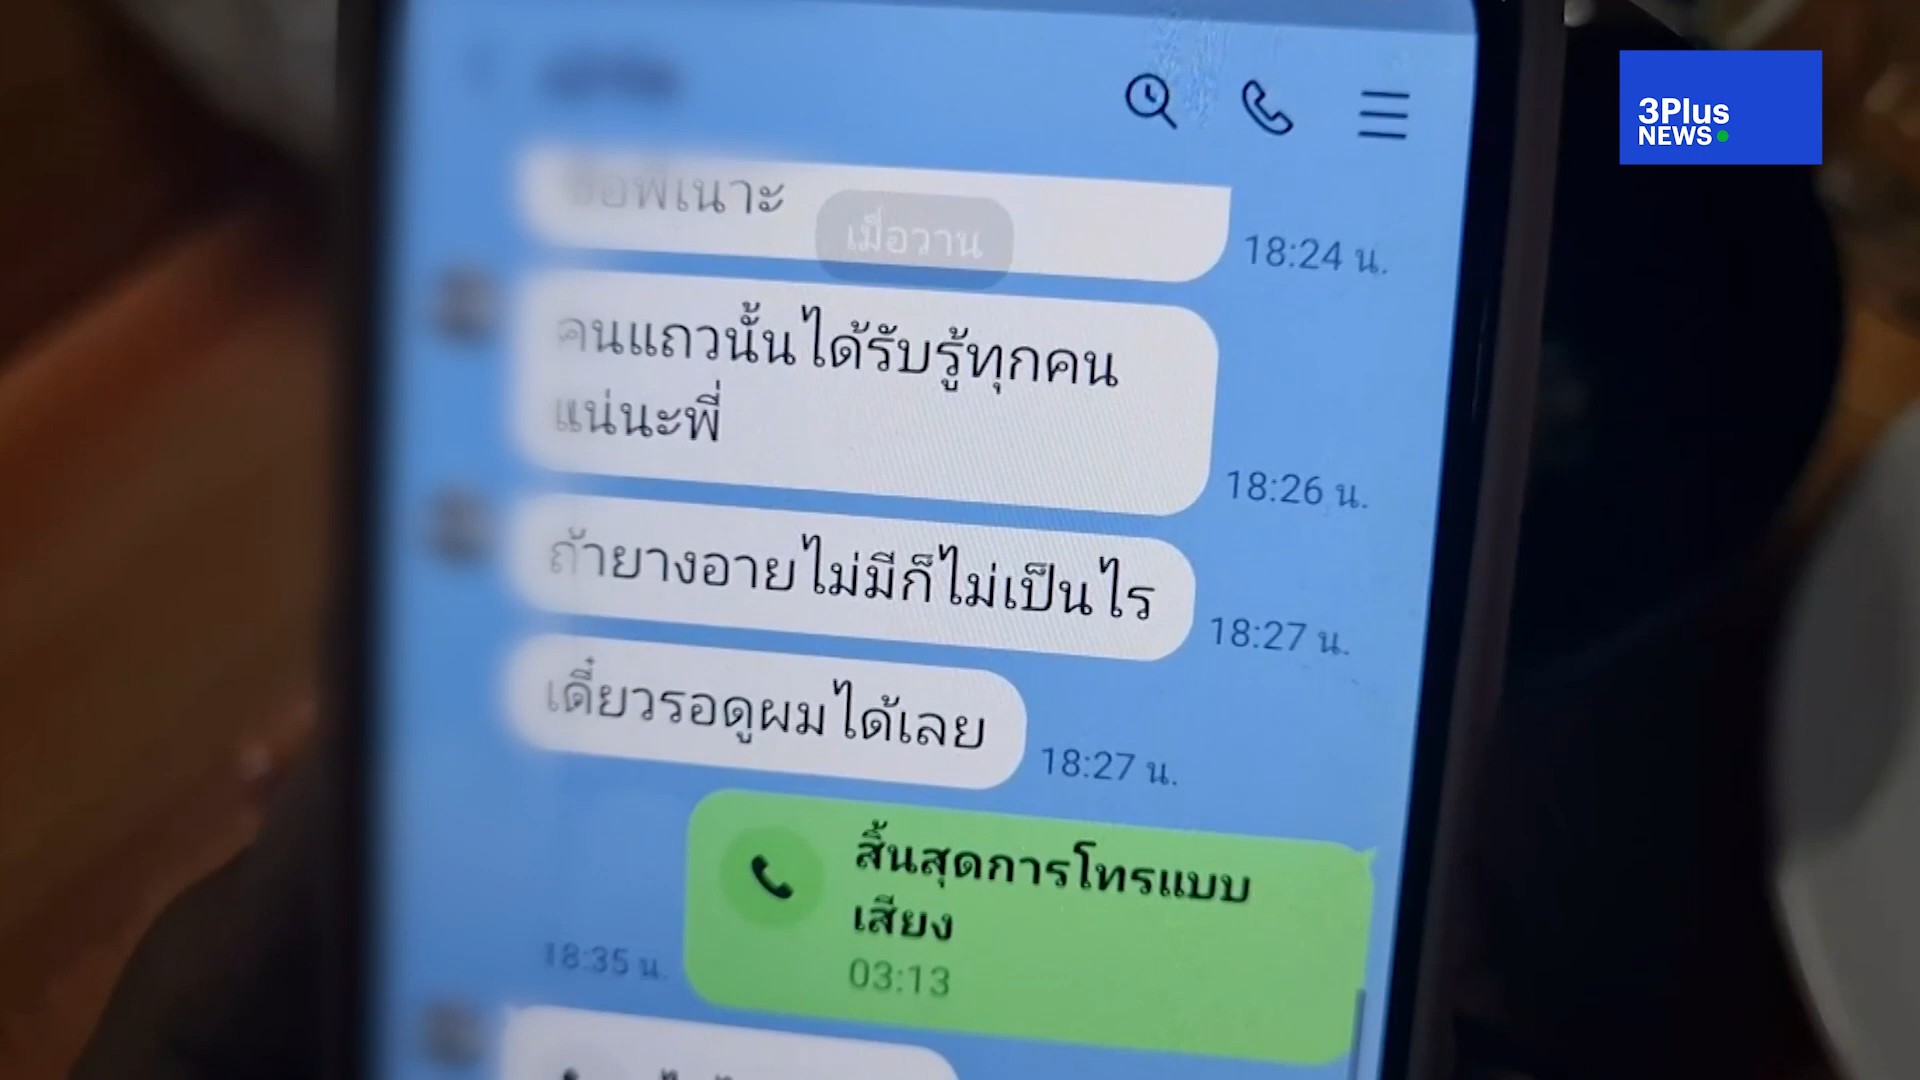 3Plus
NEWS
เมื่อวาน
18:24 น.
คนแถวนั้นได้รับรู้ทุกคน
แน่นะพี่
18:26 น.
ถ้ายางอายไม่มีก็ไม่เป็นไร
18:27 น.
เดี๋ยวรอดูผมได้เลย
18:27 น.
สิ้นสุดการโทรแบบ
เสียง
03:13
18:35 น.